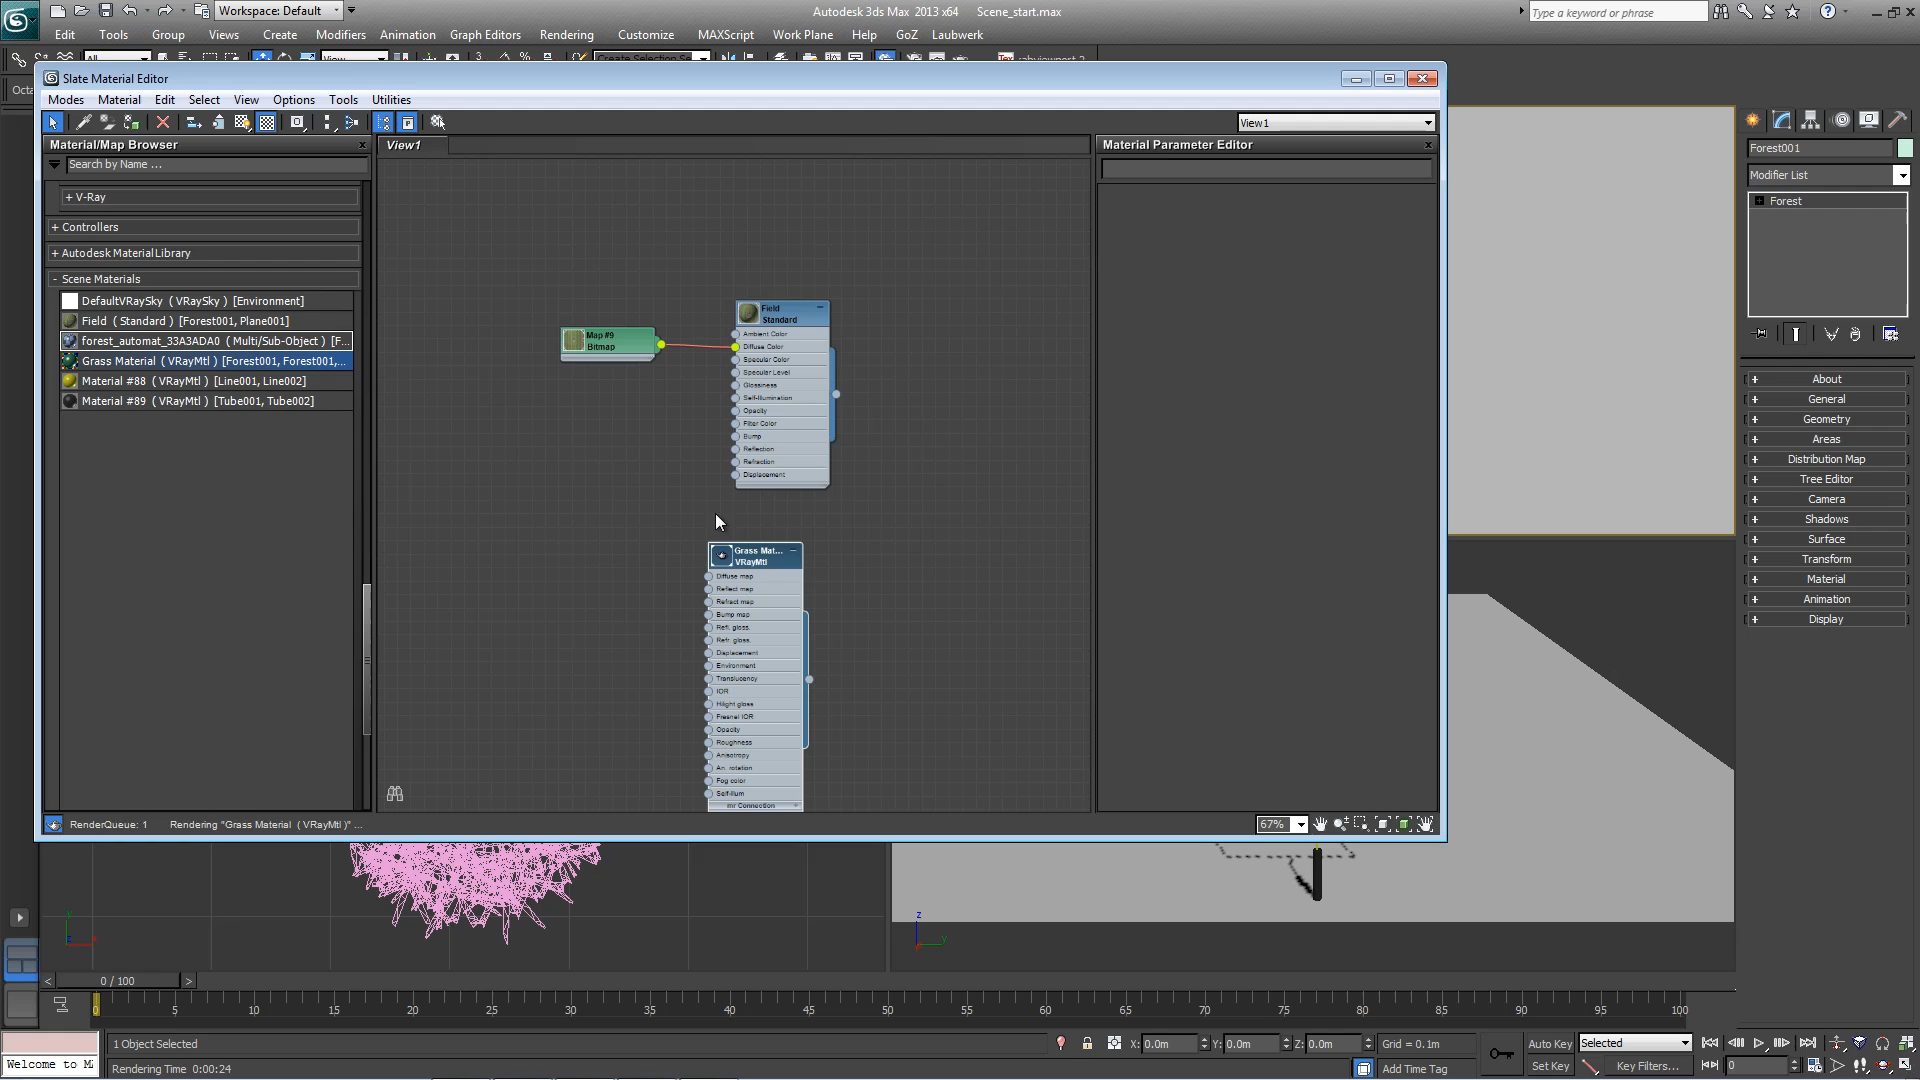 Workspace: Default
Autodesk 3ds Max 2013 x64 Scene_start.max
Type a keyword or phrase
Edit Tools Group Views Create Modifiers Animation Graph Editors Rendering Customize MAXScript Work Plane Help GoZ Laubwerk
Slate Material Editor
Modes Material Edit Select View Options Tools Utilities
View1
Material/Map Browser
Search by Name ...
+ V-Ray
+ Controllers
+ Autodesk Material Library
- Scene Materials
DefaultVRaySky ( VRaySky ) [Environment]
Field ( Standard ) [Forest001, Plane001]
forest_automat_33A3ADA0 ( Multi/Sub-Object ) [F...
Grass Material ( VRayMtl ) [Forest001, Forest001,...
Material #88 ( VRayMtl ) [Line001, Line002]
Material #89 ( VRayMtl ) [Tube001, Tube002]
View1
Map #9
Bitmap
Field
Standard
Ambient Color
Diffuse Color
Specular Color
Specular Level
Glossiness
Self-Illumination
Opacity
Filter Color
Bump
Reflection
Refraction
Displacement
Grass Mat...
VRayMtl
Diffuse map
Reflect map
Refract map
Bump map
Refl. gloss.
Refr. gloss.
Displacement
Environment
Translucency
IOR
Hilight gloss
Fresnel IOR
Opacity
Roughness
Anisotropy
An. rotation
Fog color
Self-illum
mr Connection
Material Parameter Editor
RenderQueue: 1 Rendering "Grass Material ( VRayMtl )" ...
67%
Forest001
Modifier List
Forest
+ About
+ General
+ Geometry
+ Areas
+ Distribution Map
+ Tree Editor
+ Camera
+ Shadows
+ Surface
+ Transform
+ Material
+ Animation
+ Display
z
y
< 0 / 100 >
0 5 10 15 20 25 30 35 40 45 50 55 60 65 70 75 80 85 90 95 100
1 Object Selected
X: 0.0m Y: 0.0m Z: 0.0m Grid = 0.1m
Auto Key Selected
Welcome to M
Rendering Time 0:00:24
Add Time Tag
Set Key Key Filters... 0